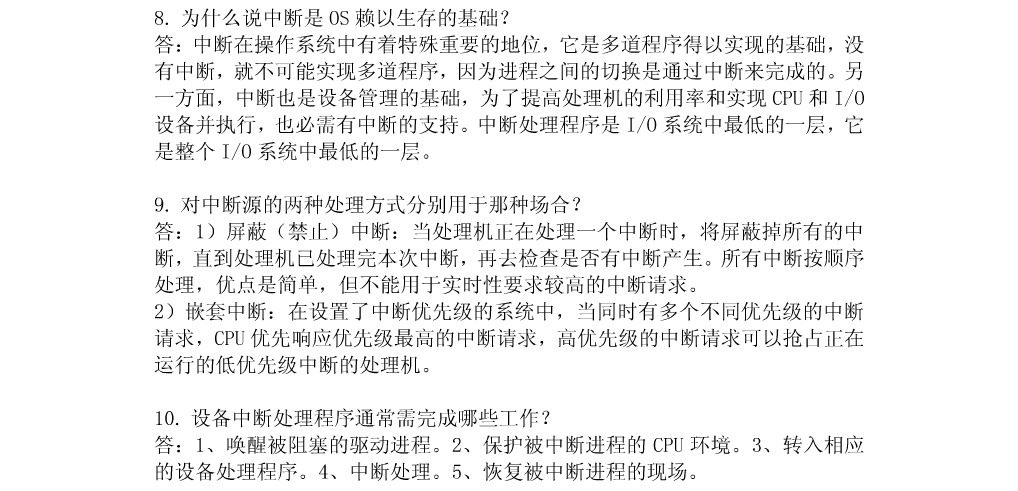 8. 为什么说中断是 OS 赖以生存的基础？
答：中断在操作系统中有着特殊重要的地位，它是多道程序得以实现的基础，没
有中断，就不可能实现多道程序，因为进程之间的切换是通过中断来完成的。另
一方面，中断也是设备管理的基础，为了提高处理机的利用率和实现 CPU 和 I/O
设备并执行，也必需有中断的支持。中断处理程序是 I/O 系统中最低的一层，它
是整个 I/O 系统中最低的一层。
9. 对中断源的两种处理方式分别用于那种场合？
答：1）屏蔽（禁止）中断：当处理机正在处理一个中断时，将屏蔽掉所有的中
断，直到处理机已处理完本次中断，再去检查是否有中断产生。所有中断按顺序
处理，优点是简单，但不能用于实时性要求较高的中断请求。
2）嵌套中断：在设置了中断优先级的系统中，当同时有多个不同优先级的中断
请求，CPU 优先响应优先级最高的中断请求，高优先级的中断请求可以抢占正在
运行的低优先级中断的处理机。
10. 设备中断处理程序通常需完成哪些工作？
答：1、唤醒被阻塞的驱动进程。2、保护被中断进程的 CPU 环境。3、转入相应
的设备处理程序。4、中断处理。5、恢复被中断进程的现场。